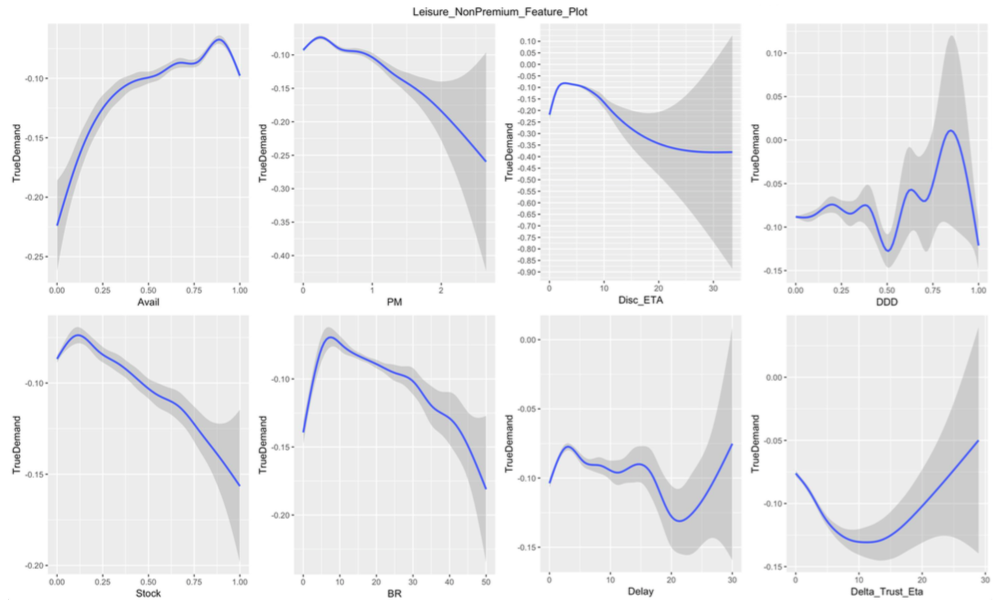 Leisure_NonPremium_Feature_Plot
TrueDemand
-0.10
-0.15
-0.20
-0.25
0.00 0.25 0.50 0.75 1.00
Avail
TrueDemand
-0.10
-0.15
-0.20
-0.25
-0.30
-0.35
-0.40
0 1 2
PM
TrueDemand
0.10
0.05
0.00
-0.05
-0.10
-0.15
-0.20
-0.25
-0.30
-0.35
-0.40
-0.45
-0.50
-0.55
-0.60
-0.65
-0.70
-0.75
-0.80
-0.85
-0.90
0 10 20 30
Disc_ETA
TrueDemand
0.10
0.05
0.00
-0.05
-0.10
-0.15
0.00 0.25 0.50 0.75 1.00
DDD
TrueDemand
-0.10
-0.15
-0.20
0.00 0.25 0.50 0.75 1.00
Stock
TrueDemand
-0.10
-0.15
-0.20
0 10 20 30 40 50
BR
TrueDemand
0.00
-0.05
-0.10
-0.15
0 10 20 30
Delay
TrueDemand
0.00
-0.05
-0.10
-0.15
0 10 20 30
Delta_Trust_Eta